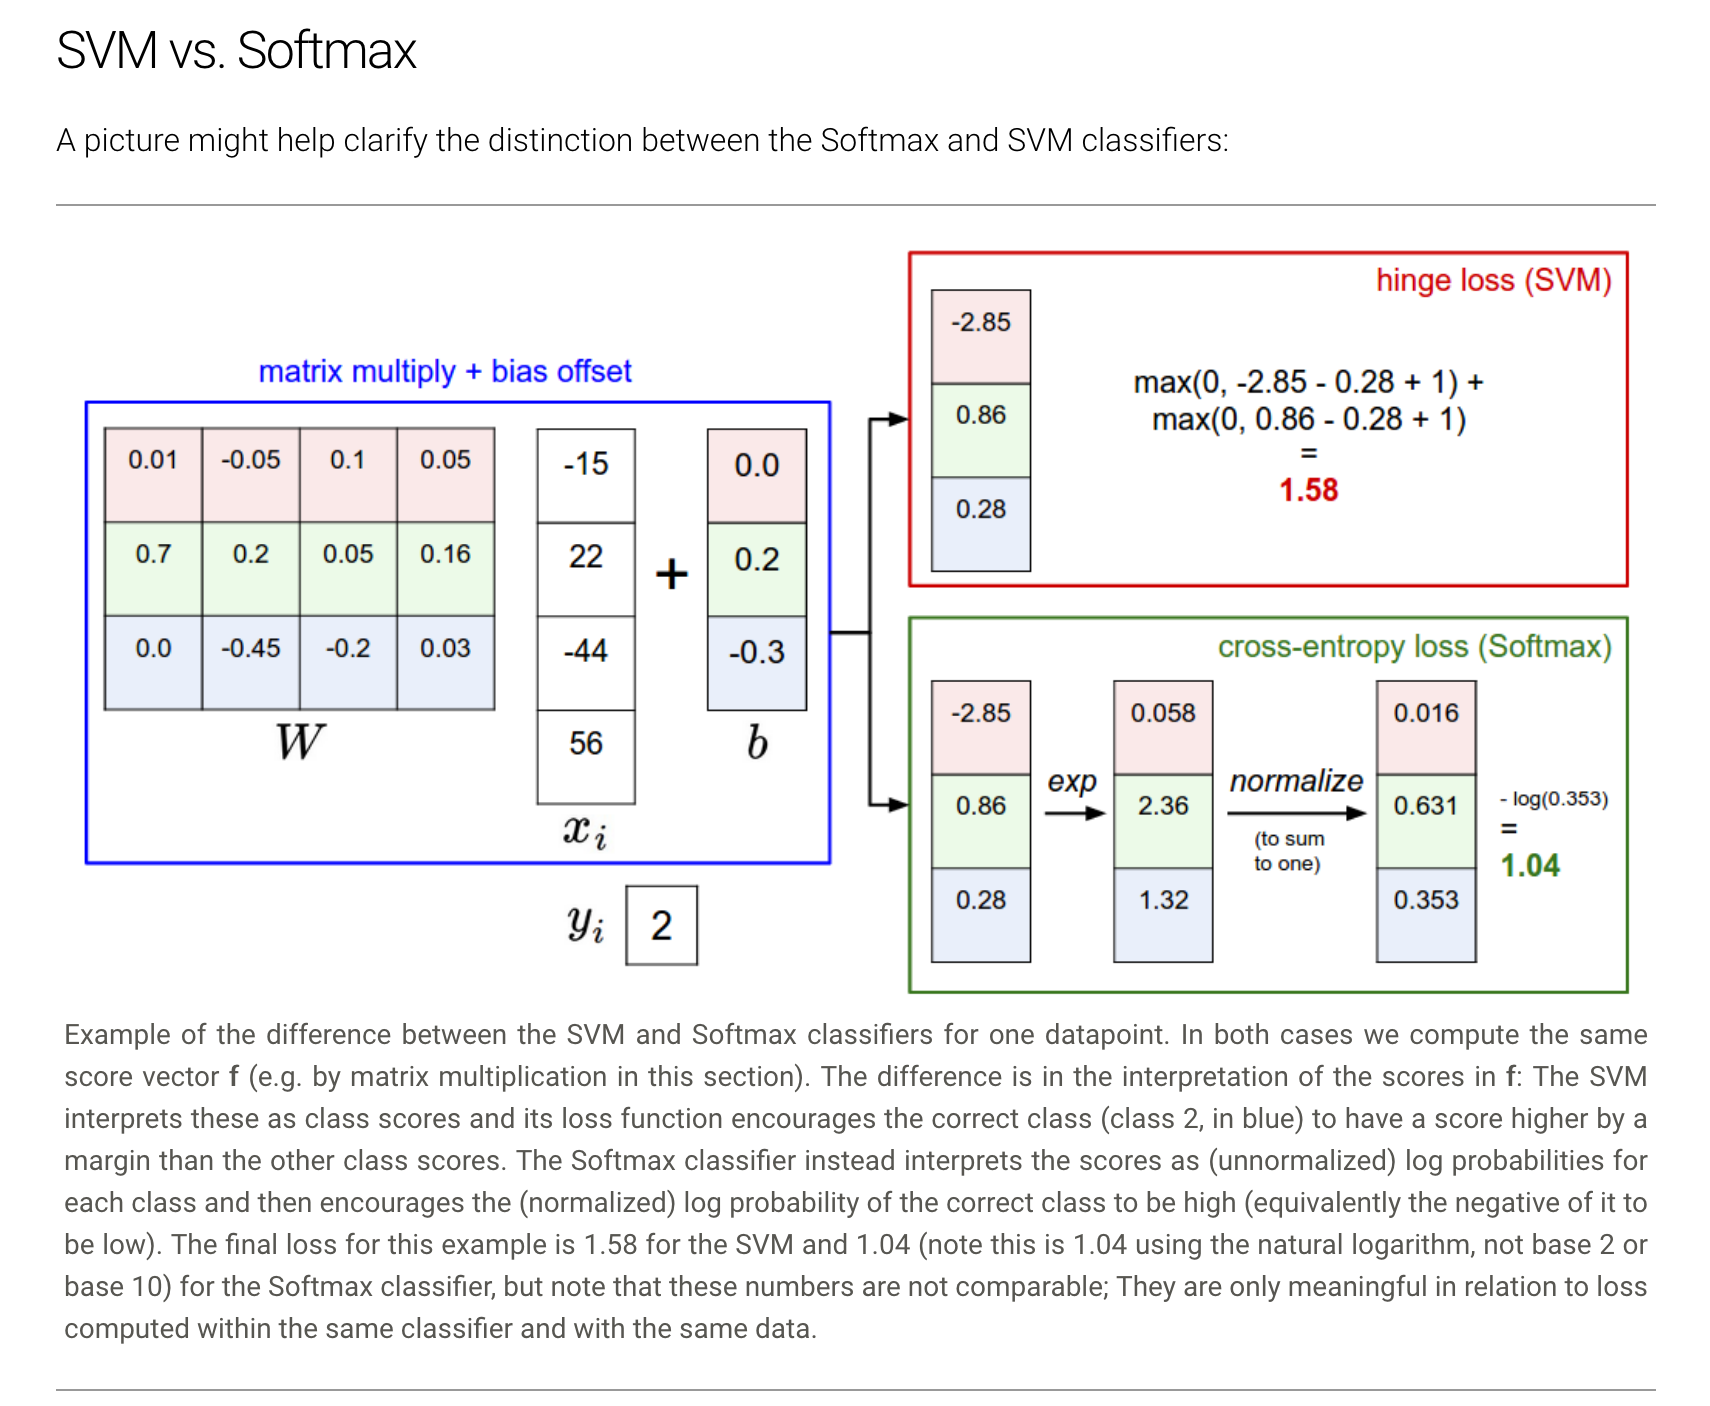 SVM vs. Softmax
A picture might help clarify the distinction between the Softmax and SVM classifiers:
matrix multiply + bias offset
0.01 -0.05 0.1 0.05
0.7 0.2 0.05 0.16
0.0 -0.45 -0.2 0.03
W
-15
22
-44
56
xi
+
0.0
0.2
-0.3
b
yi 2
hinge loss (SVM)
-2.85
0.86
0.28
max(0, -2.85 - 0.28 + 1) +
max(0, 0.86 - 0.28 + 1)
=
1.58
cross-entropy loss (Softmax)
-2.85
0.86
0.28
exp
0.058
2.36
1.32
normalize
(to sum
to one)
0.016
0.631
0.353
- log(0.353)
=
1.04
Example of the difference between the SVM and Softmax classifiers for one datapoint. In both cases we compute the same
score vector f (e.g. by matrix multiplication in this section). The difference is in the interpretation of the scores in f: The SVM
interprets these as class scores and its loss function encourages the correct class (class 2, in blue) to have a score higher by a
margin than the other class scores. The Softmax classifier instead interprets the scores as (unnormalized) log probabilities for
each class and then encourages the (normalized) log probability of the correct class to be high (equivalently the negative of it to
be low). The final loss for this example is 1.58 for the SVM and 1.04 (note this is 1.04 using the natural logarithm, not base 2 or
base 10) for the Softmax classifier, but note that these numbers are not comparable; They are only meaningful in relation to loss
computed within the same classifier and with the same data.